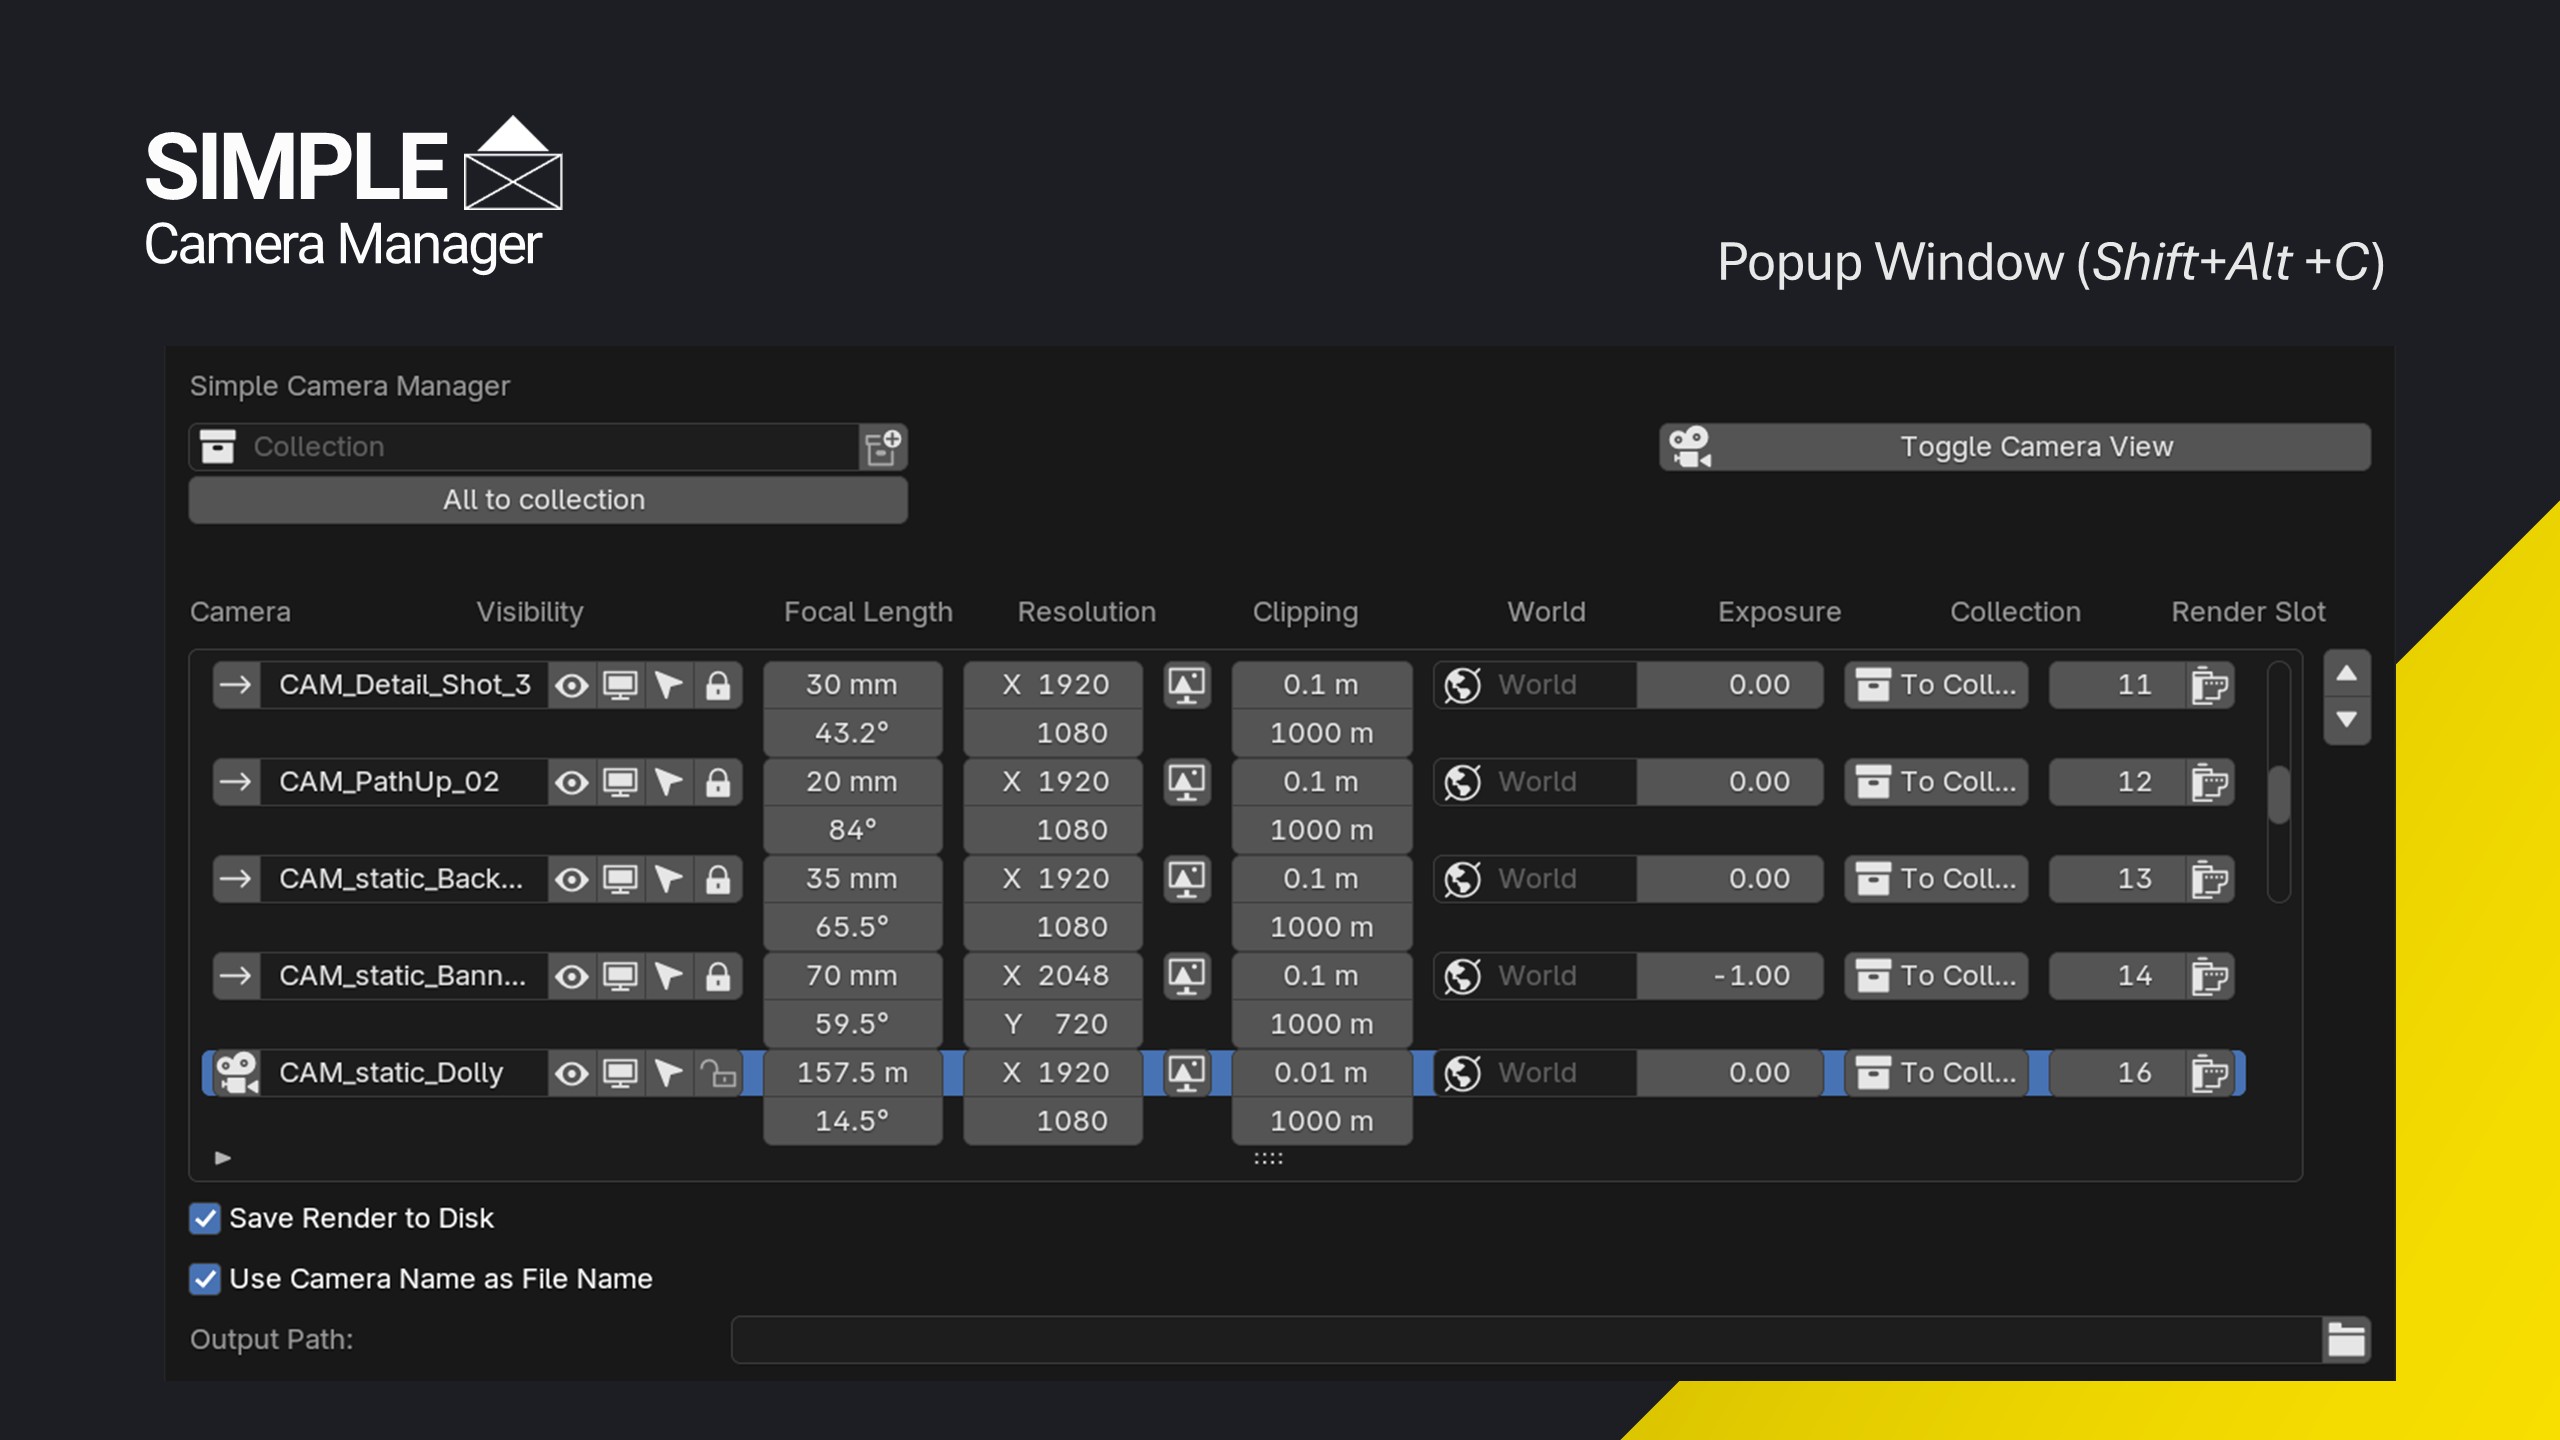 SIMPLE
Camera Manager
Popup Window (Shift+Alt +C)
Simple Camera Manager
Collection
Toggle Camera View
All to collection
Camera Visibility Focal Length Resolution Clipping World Exposure Collection Render Slot
CAM_Detail_Shot_3 30 mm X 1920 0.1 m World 0.00 To Coll... 11
43.2° 1080 1000 m
CAM_PathUp_02 20 mm X 1920 0.1 m World 0.00 To Coll... 12
84° 1080 1000 m
CAM_static_Back... 35 mm X 1920 0.1 m World 0.00 To Coll... 13
65.5° 1080 1000 m
CAM_static_Bann... 70 mm X 2048 0.1 m World -1.00 To Coll... 14
59.5° Y 720 1000 m
CAM_static_Dolly 157.5 m X 1920 0.01 m World 0.00 To Coll... 16
14.5° 1080 1000 m
Save Render to Disk
Use Camera Name as File Name
Output Path: